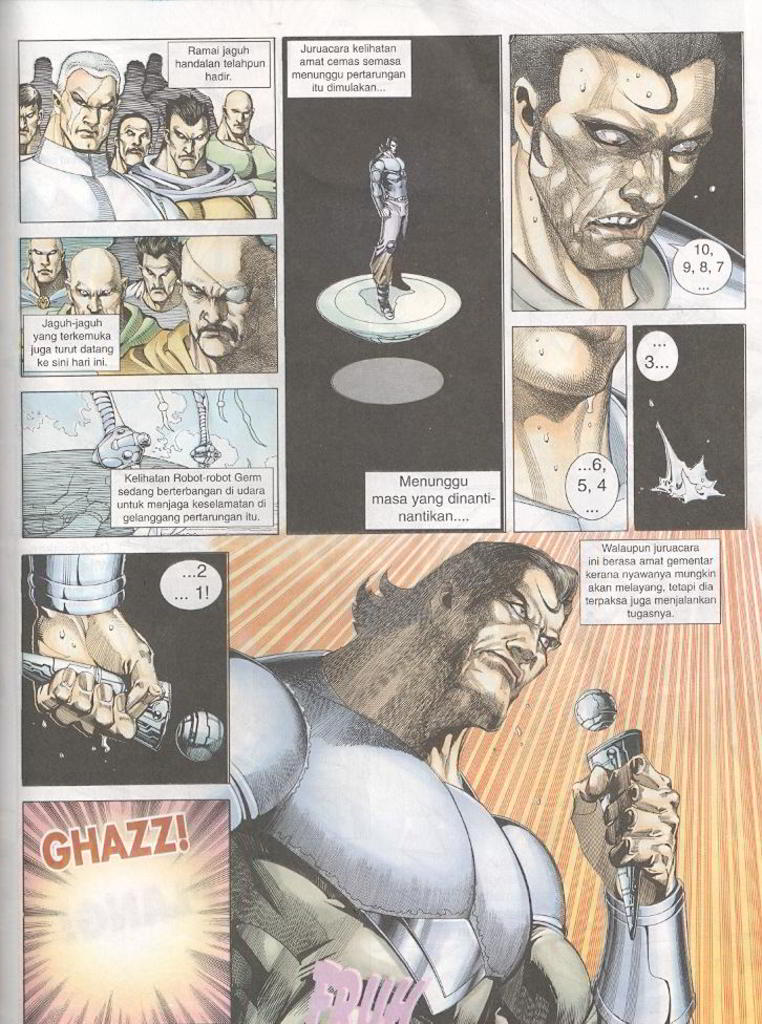 Ramai jaguh
handalan telahpun
hadir.
Jaguh-jaguh
yang terkemuka
juga turut datang
ke sini hari ini.
Kelihatan Robot-robot Germ
sedang berterbangan di udara
untuk menjaga keselamatan di
gelanggang pertarungan itu.
Juruacara kelihatan
amat cemas semasa
menunggu pertarungan
itu dimulakan...
Menunggu
masa yang dinanti-
nantikan....
10,
9, 8, 7
...
...6,
5, 4
...
...
3...
...2
... 1!
Walaupun juruacara
ini berasa amat gementar
kerana nyawanya mungkin
akan melayang, tetapi dia
terpaksa juga menjalankan
tugasnya.
GHAZZ!
FRUH